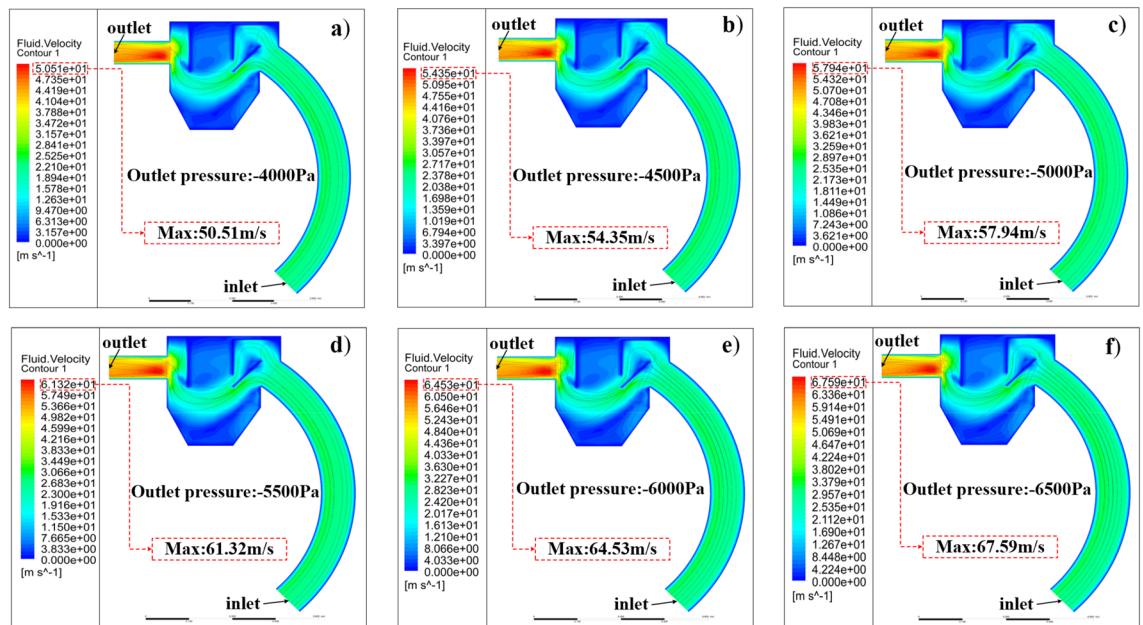 outlet
a)
Fluid.Velocity
Contour 1
5.051e+01
4.735e+01
4.419e+01
4.104e+01
3.788e+01
3.472e+01
3.157e+01
2.841e+01
2.525e+01
2.210e+01
1.894e+01
1.578e+01
1.263e+01
9.470e+00
6.313e+00
3.157e+00
0.000e+00
[m s^-1]
Outlet pressure:-4000Pa
Max:50.51m/s
inlet
outlet
b)
Fluid.Velocity
Contour 1
5.435e+01
5.095e+01
4.755e+01
4.416e+01
4.076e+01
3.736e+01
3.397e+01
3.057e+01
2.717e+01
2.378e+01
2.038e+01
1.698e+01
1.359e+01
1.019e+01
6.794e+00
3.397e+00
0.000e+00
[m s^-1]
Outlet pressure:-4500Pa
Max:54.35m/s
inlet
outlet
c)
Fluid.Velocity
Contour 1
5.794e+01
5.432e+01
5.070e+01
4.708e+01
4.346e+01
3.983e+01
3.621e+01
3.259e+01
2.897e+01
2.535e+01
2.173e+01
1.811e+01
1.449e+01
1.086e+01
7.243e+00
3.621e+00
0.000e+00
[m s^-1]
Outlet pressure:-5000Pa
Max:57.94m/s
inlet
outlet
d)
Fluid.Velocity
Contour 1
6.132e+01
5.749e+01
5.366e+01
4.982e+01
4.599e+01
4.216e+01
3.833e+01
3.449e+01
3.066e+01
2.683e+01
2.300e+01
1.916e+01
1.533e+01
1.150e+01
7.665e+00
3.833e+00
0.000e+00
[m s^-1]
Outlet pressure:-5500Pa
Max:61.32m/s
inlet
outlet
e)
Fluid.Velocity
Contour 1
6.453e+01
6.050e+01
5.646e+01
5.243e+01
4.840e+01
4.436e+01
4.033e+01
3.630e+01
3.227e+01
2.823e+01
2.420e+01
2.017e+01
1.613e+01
1.210e+01
8.066e+00
4.033e+00
0.000e+00
[m s^-1]
Outlet pressure:-6000Pa
Max:64.53m/s
inlet
outlet
f)
Fluid.Velocity
Contour 1
6.759e+01
6.336e+01
5.914e+01
5.491e+01
5.069e+01
4.647e+01
4.224e+01
3.802e+01
3.379e+01
2.957e+01
2.535e+01
2.112e+01
1.690e+01
1.267e+01
8.448e+00
4.224e+00
0.000e+00
[m s^-1]
Outlet pressure:-6500Pa
Max:67.59m/s
inlet